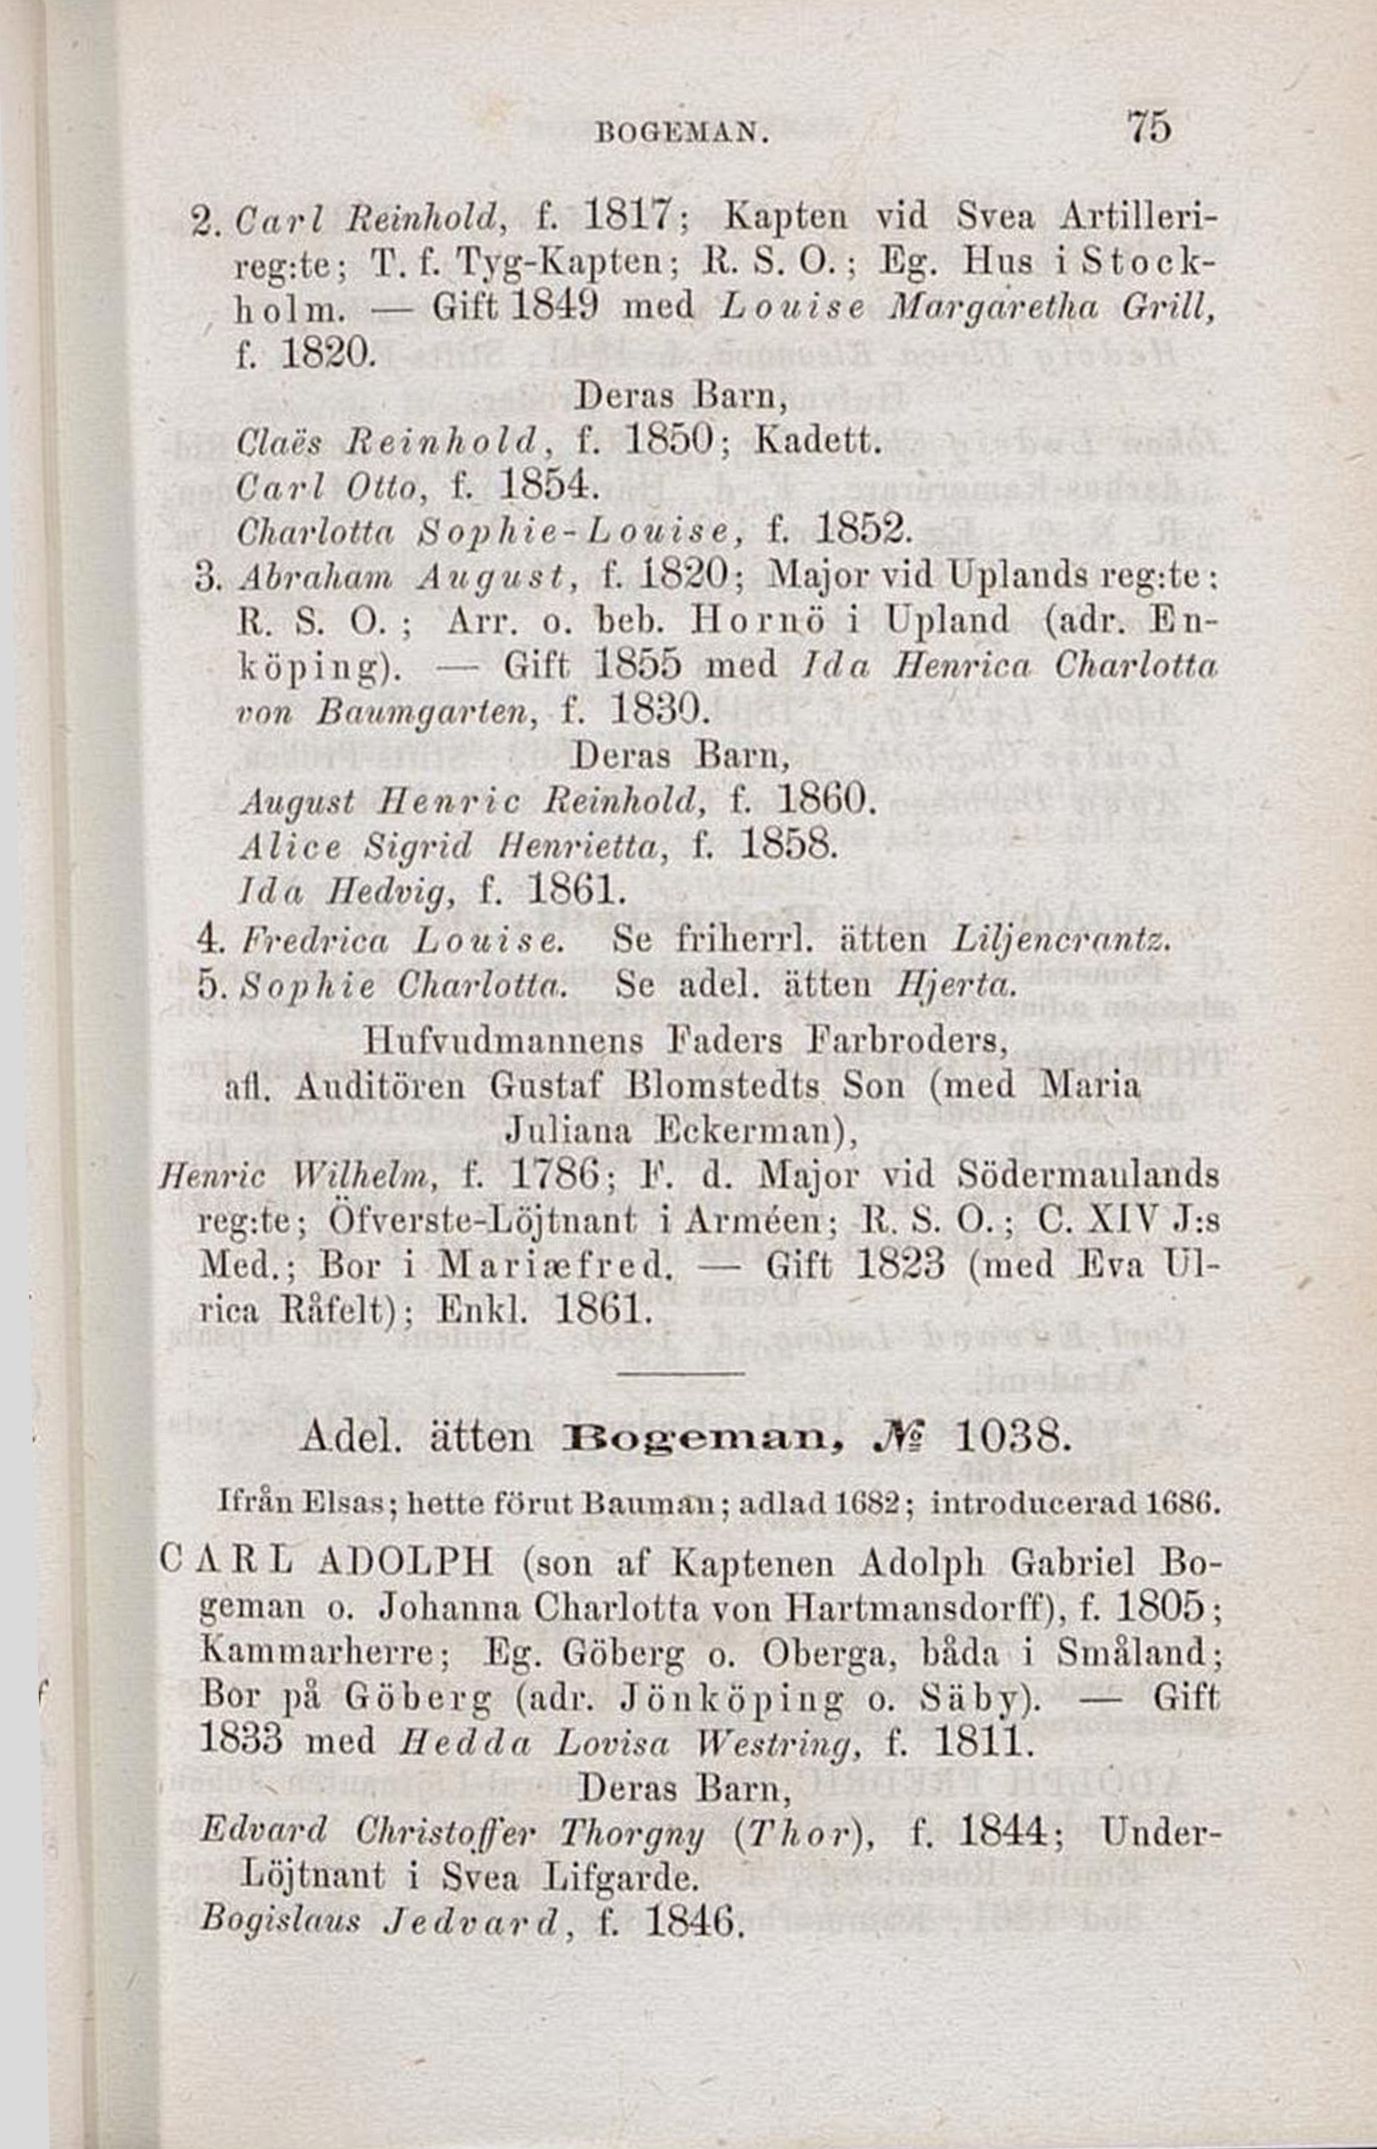 BOGEMAN. 75
2. Carl Reinhold, f. 1817; Kapten vid Svea Artilleri-
reg:te; T. f. Tyg-Kapten; R. S. O.; Eg. Hus i Stock-
holm. — Gift 1849 med Louise Margaretha Grill,
f. 1820.
Deras Barn,
Claës Reinhold, f. 1850; Kadett.
Carl Otto, f. 1854.
Charlotta Sophie-Louise, f. 1852.
3. Abraham August, f. 1820; Major vid Uplands reg:te:
R. S. O.; Arr. o. beb. Hornö i Upland (adr. En-
köping). — Gift 1855 med Ida Henrica Charlotta
von Baumgarten, f. 1830.
Deras Barn,
August Henric Reinhold, f. 1860.
Alice Sigrid Henrietta, f. 1858.
Ida Hedvig, f. 1861.
4. Fredrica Louise. Se friherrl. ätten Liljencrantz.
5. Sophie Charlotta. Se adel. ätten Hjerta.
Hufvudmannens Faders Farbroders,
afl. Auditören Gustaf Blomstedts Son (med Maria
Juliana Eckerman),
Henric Wilhelm, f. 1786; F. d. Major vid Södermanlands
reg:te; Öfverste-Löjtnant i Arméen; R. S. O.; C. XIV J:s
Med.; Bor i Mariæfred. — Gift 1823 (med Eva Ul-
rica Råfelt); Enkl. 1861.
Adel. ätten Bogeman, № 1038.
Ifrån Elsas; hette förut Bauman; adlad 1682; introducerad 1686.
CARL ADOLPH (son af Kaptenen Adolph Gabriel Bo-
geman o. Johanna Charlotta von Hartmansdorff), f. 1805;
Kammarherre; Eg. Göberg o. Oberga, båda i Småland;
Bor på Göberg (adr. Jönköping o. Säby). — Gift
1833 med Hedda Lovisa Westring, f. 1811.
Deras Barn,
Edvard Christoffer Thorgny (Thor), f. 1844; Under-
Löjtnant i Svea Lifgarde.
Bogislaus Jedvard, f. 1846.